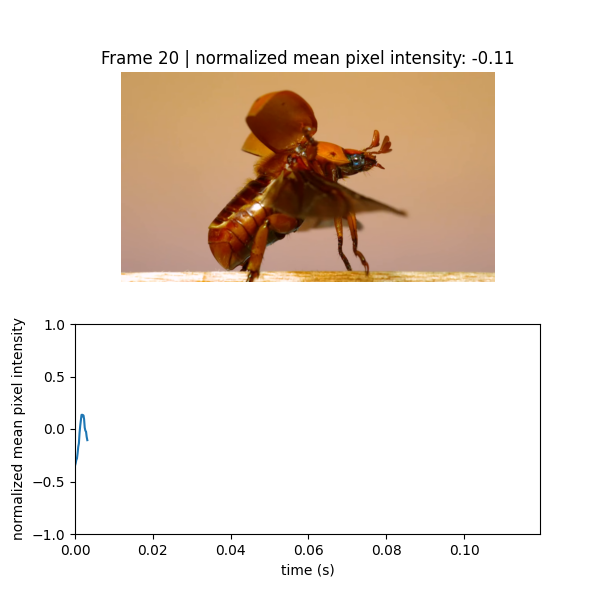 Frame 20 | normalized mean pixel intensity: -0.11
normalized mean pixel intensity
1.0
0.5
0.0
−0.5
−1.0
0.00 0.02 0.04 0.06 0.08 0.10
time (s)